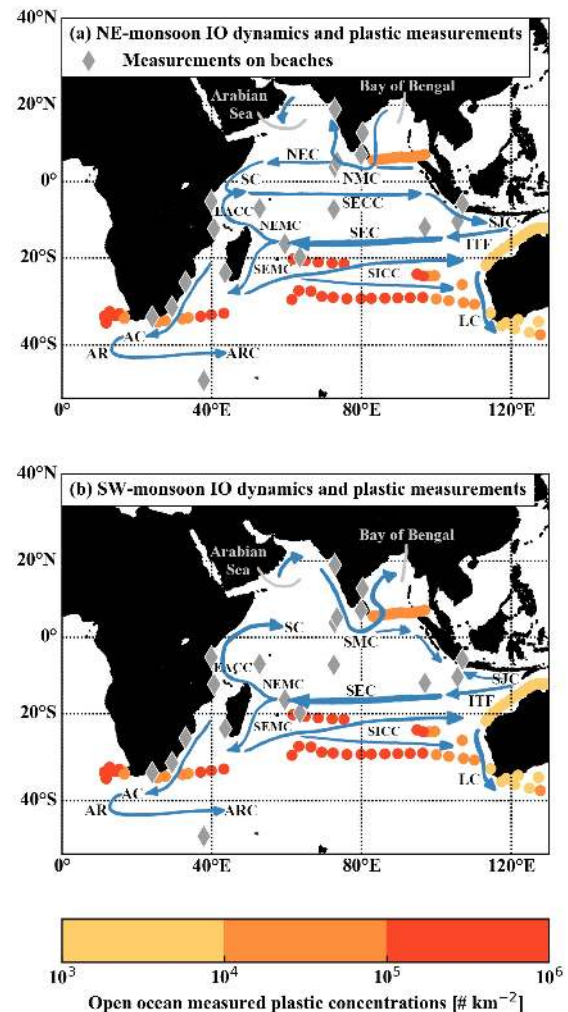 40°N
(a) NE-monsoon IO dynamics and plastic measurements
Measurements on beaches
20°N
Arabian Sea
Bay of Bengal
NEC
NMC
0°
SC
SECC
EACC
SJC
NEMC
SEC
ITF
20°S
SEMC
SICC
LC
40°S
AC
AR
ARC
0°
40°E
80°E
120°E
40°N
(b) SW-monsoon IO dynamics and plastic measurements
20°N
Arabian Sea
Bay of Bengal
SC
0°
SMC
EACC
SJC
NEMC
SEC
ITF
20°S
SEMC
SICC
LC
40°S
AC
AR
ARC
0°
40°E
80°E
120°E
10³
10⁴
10⁵
10⁶
Open ocean measured plastic concentrations [# km⁻²]